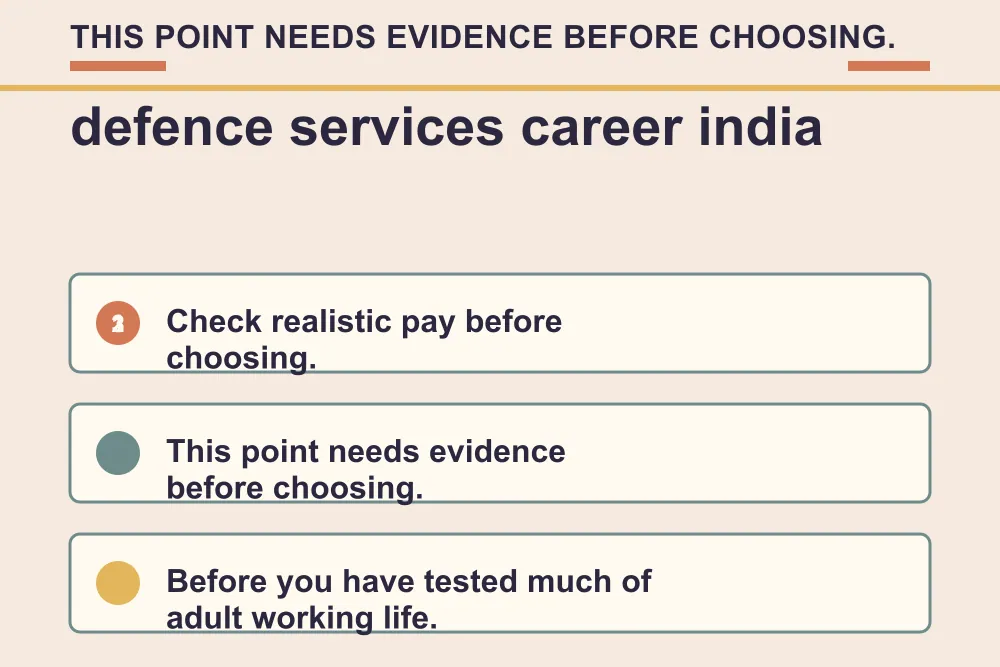 THIS POINT NEEDS EVIDENCE BEFORE CHOOSING.
defence services career india
Check realistic pay before
choosing.
This point needs evidence
before choosing.
Before you have tested much of
adult working life.